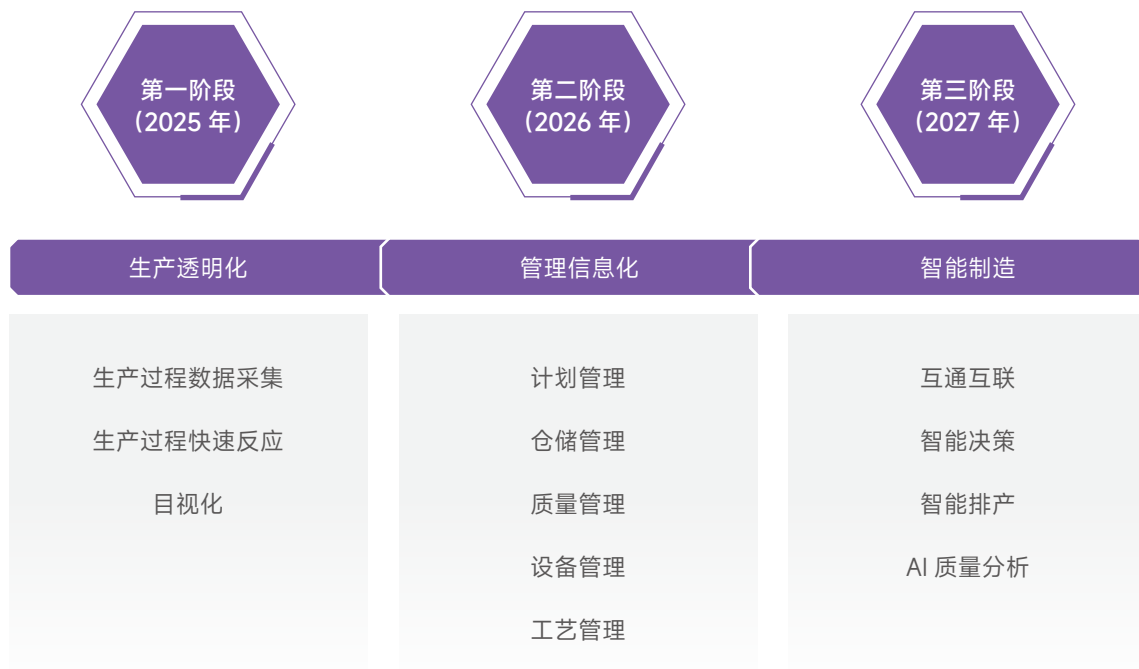 第一阶段
（2025 年）
第二阶段
（2026 年）
第三阶段
（2027 年）
生产透明化
管理信息化
智能制造
生产过程数据采集
生产过程快速反应
目视化
计划管理
仓储管理
质量管理
设备管理
工艺管理
互通互联
智能决策
智能排产
AI 质量分析